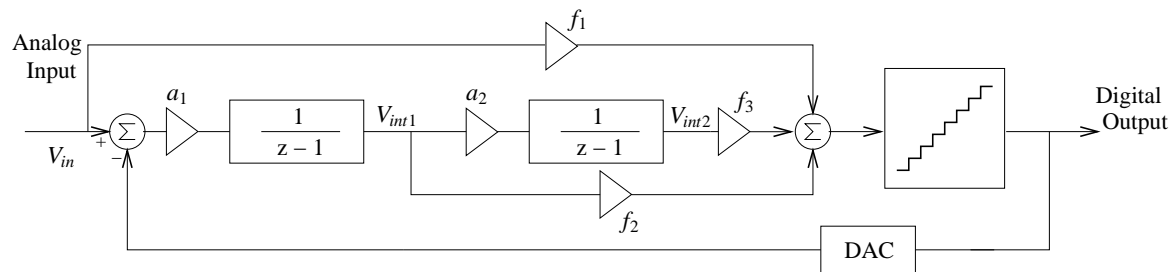 f1
Analog
Input
a1
1
z − 1
Vint1
a2
1
z − 1
Vint2
f3
Σ
Σ
Vin
+
−
f2
Digital
Output
DAC